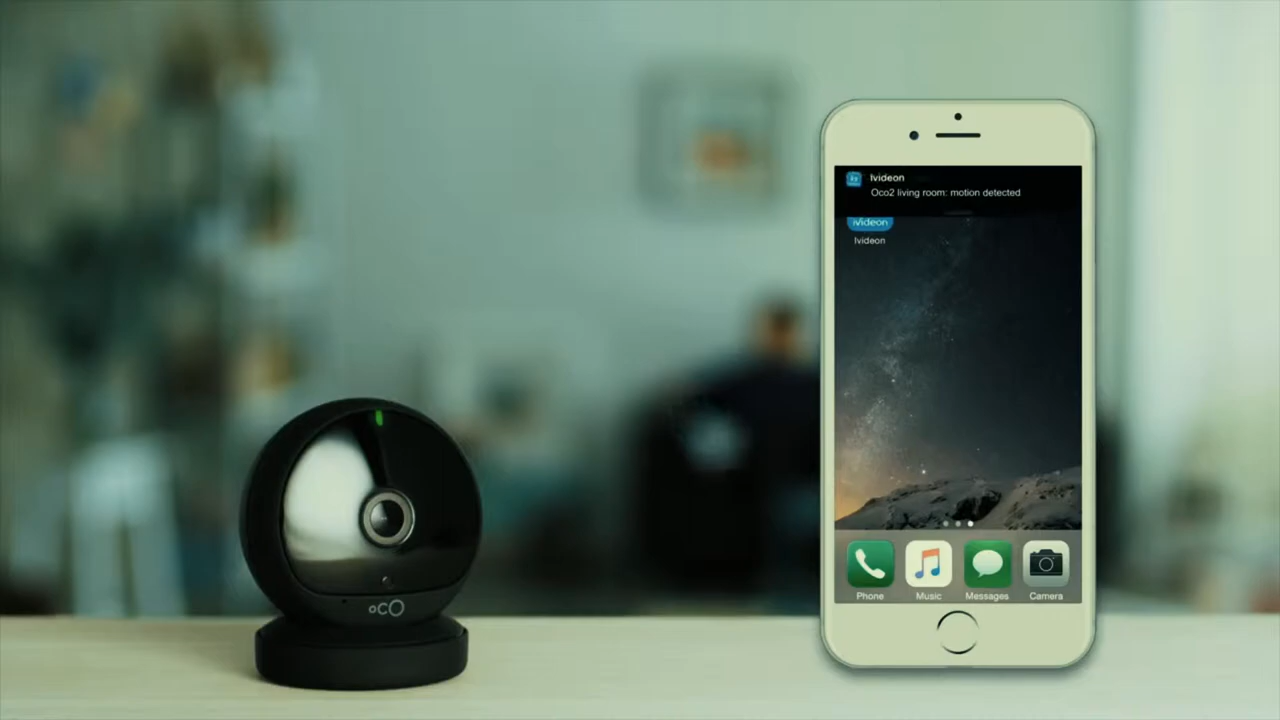 Ivideon
Oco2 living room: motion detected
ivideon
Ivideon
Phone
Music
Messages
Camera
oco